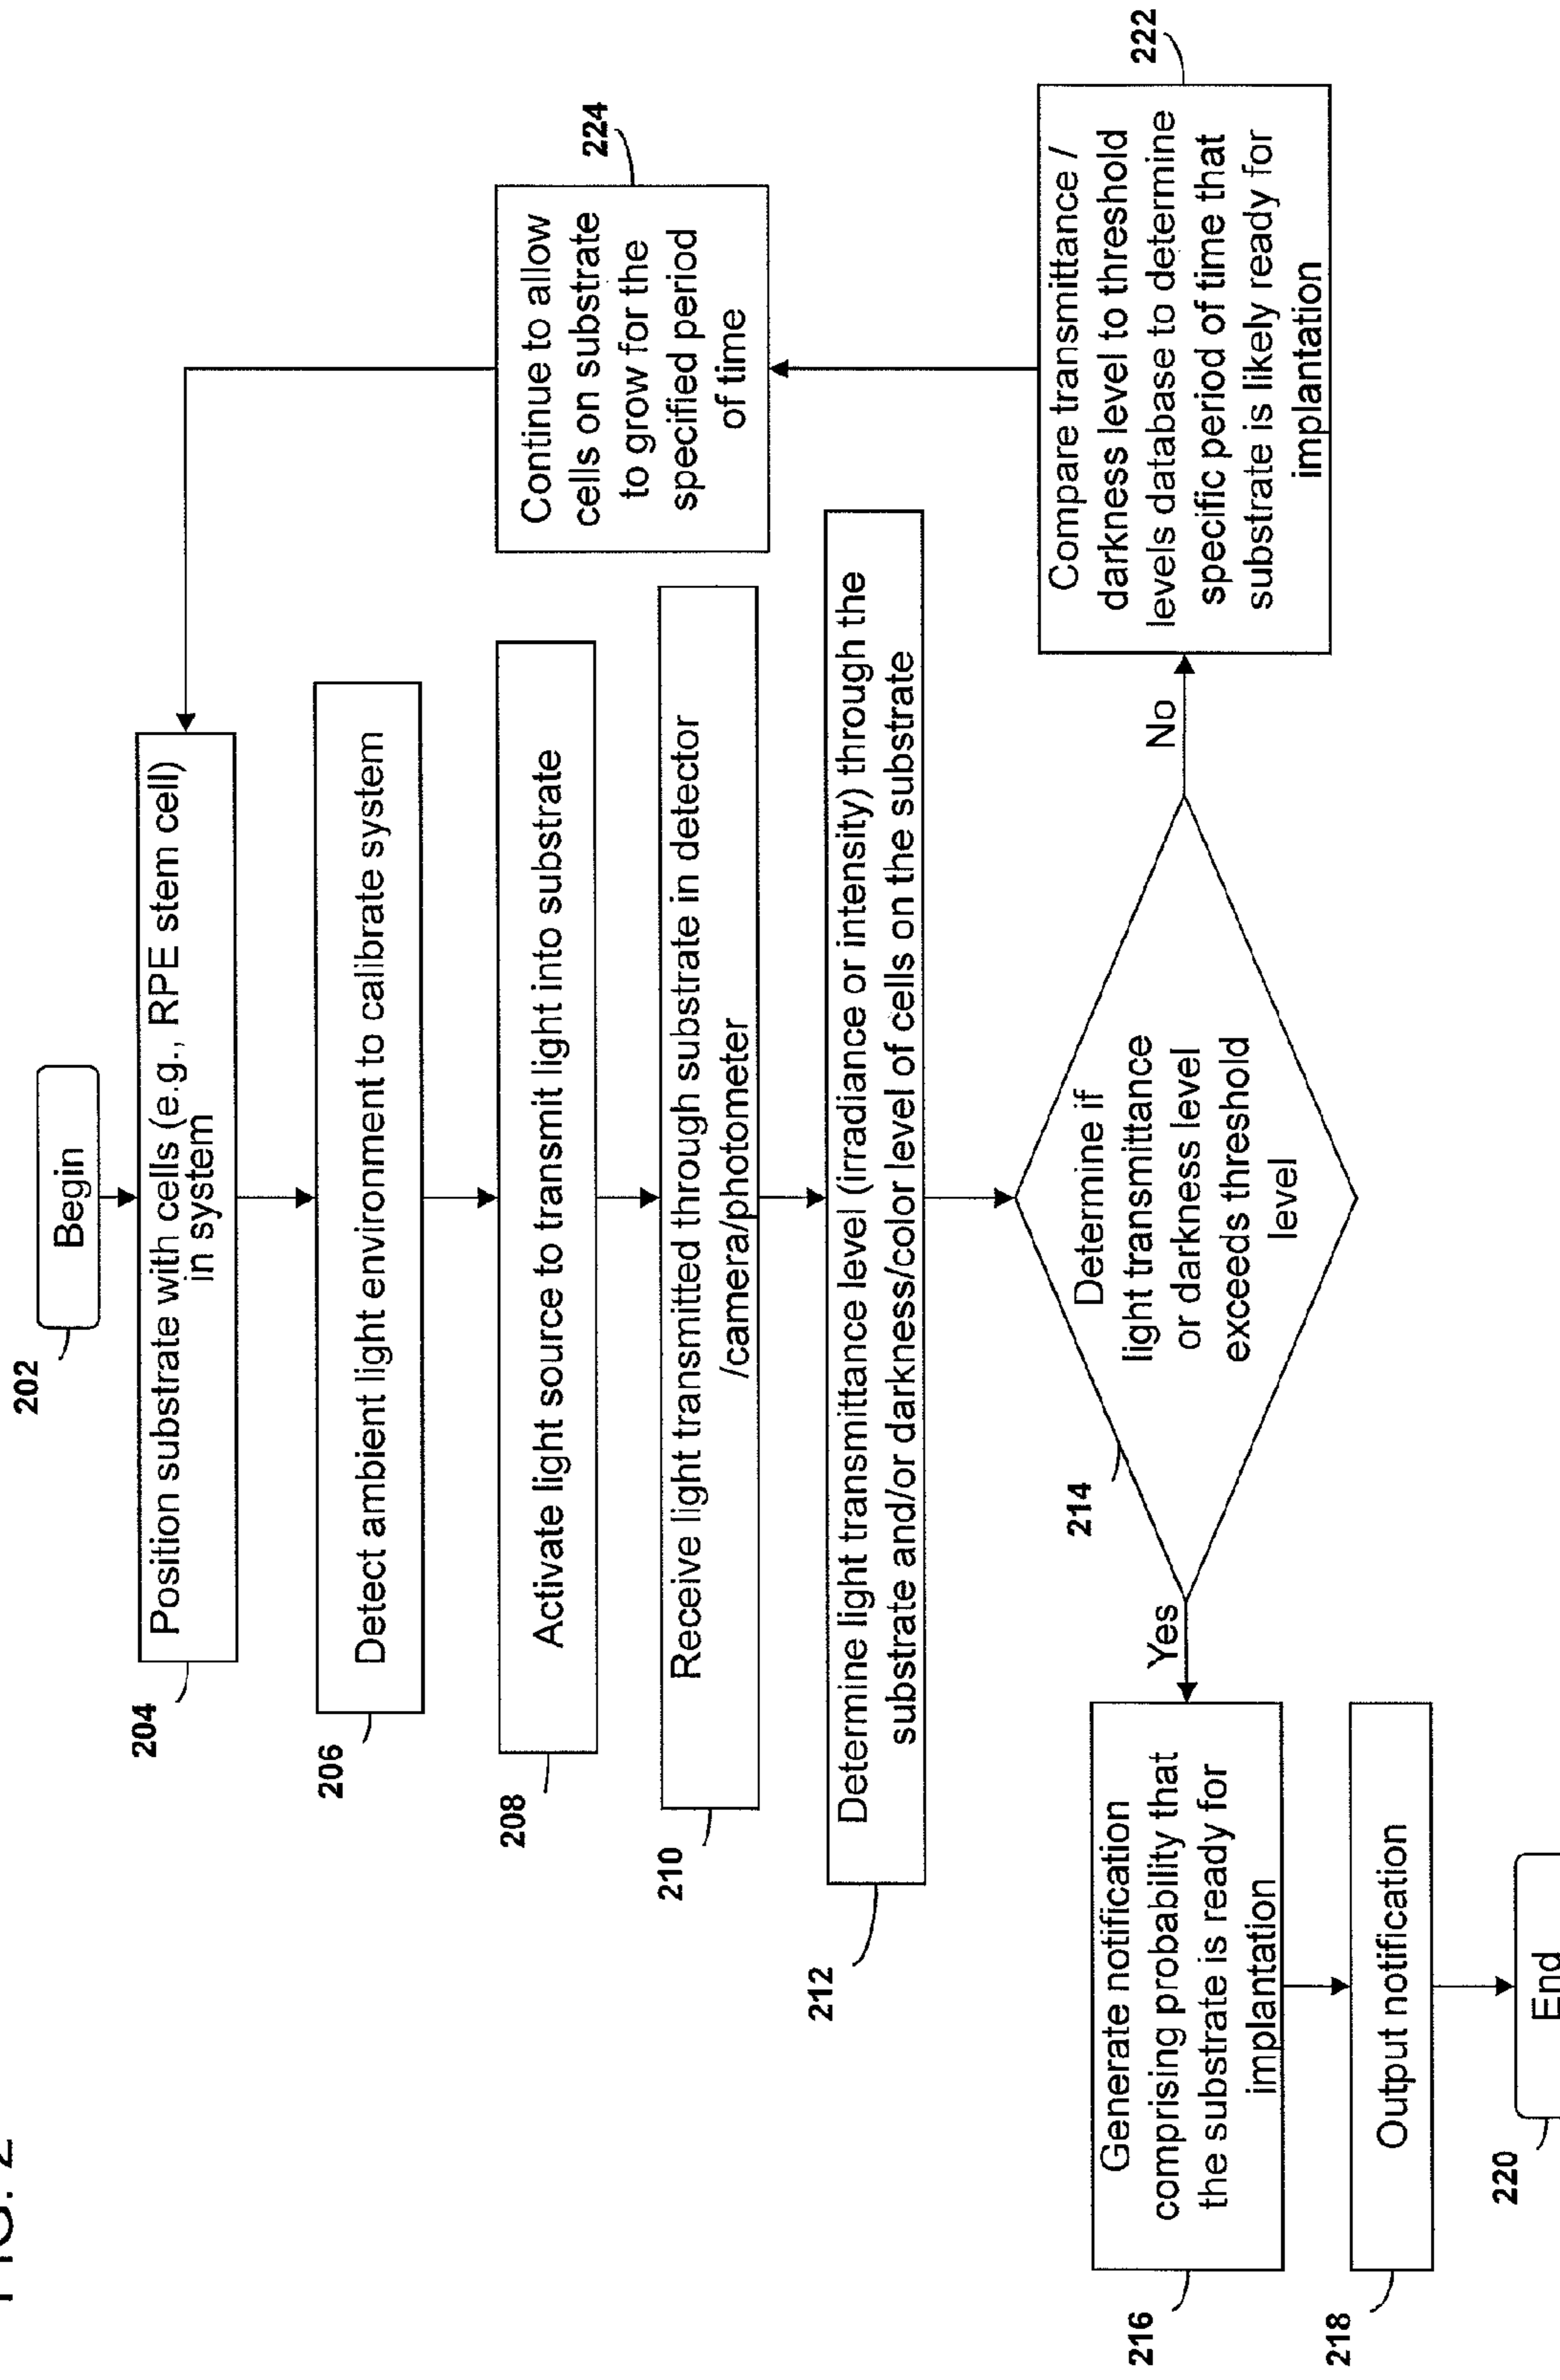 FIG. 2
202
Begin
204
Position substrate with cells (e.g., RPE stem cell)
in system
206
Detect ambient light environment to calibrate system
208
Activate light source to transmit light into substrate
210
Receive light transmitted through substrate in detector
/camera/photometer
212
Determine light transmittance level (irradiance or intensity) through the
substrate and/or darkness/color level of cells on the substrate
214
Determine if
light transmittance
or darkness level
exceeds threshold
level
Yes
No
216
Generate notification
comprising probability that
the substrate is ready for
implantation
218
Output notification
220
End
222
Compare transmittance /
darkness level to threshold
levels database to determine
specific period of time that
substrate is likely ready for
implantation
224
Continue to allow
cells on substrate
to grow for the
specified period
of time